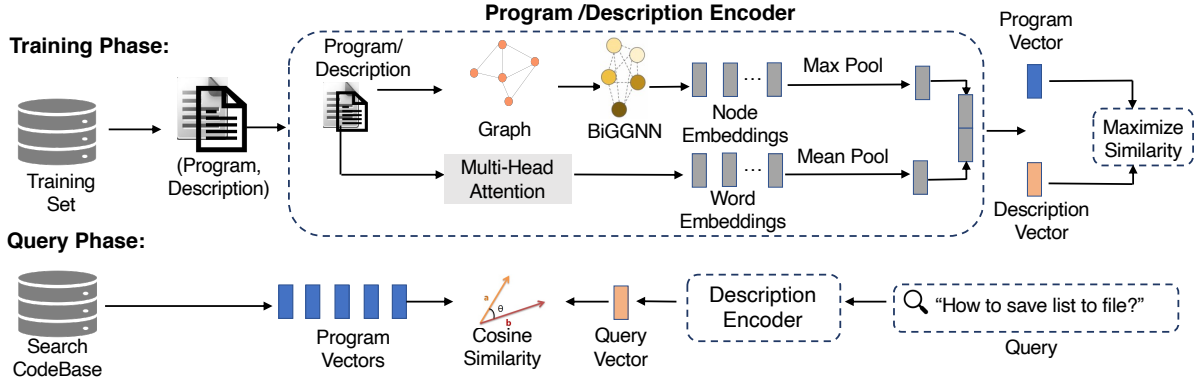 Program /Description Encoder
Training Phase:
Program/
Description
Graph
BiGGNN
Node
Embeddings
Max Pool
Program
Vector
Training
Set
(Program,
Description)
Multi-Head
Attention
Word
Embeddings
Mean Pool
Maximize
Similarity
Description
Vector
Query Phase:
Search
CodeBase
Program
Vectors
a
θ
b
Cosine
Similarity
Query
Vector
Description
Encoder
“How to save list to file?”
Query